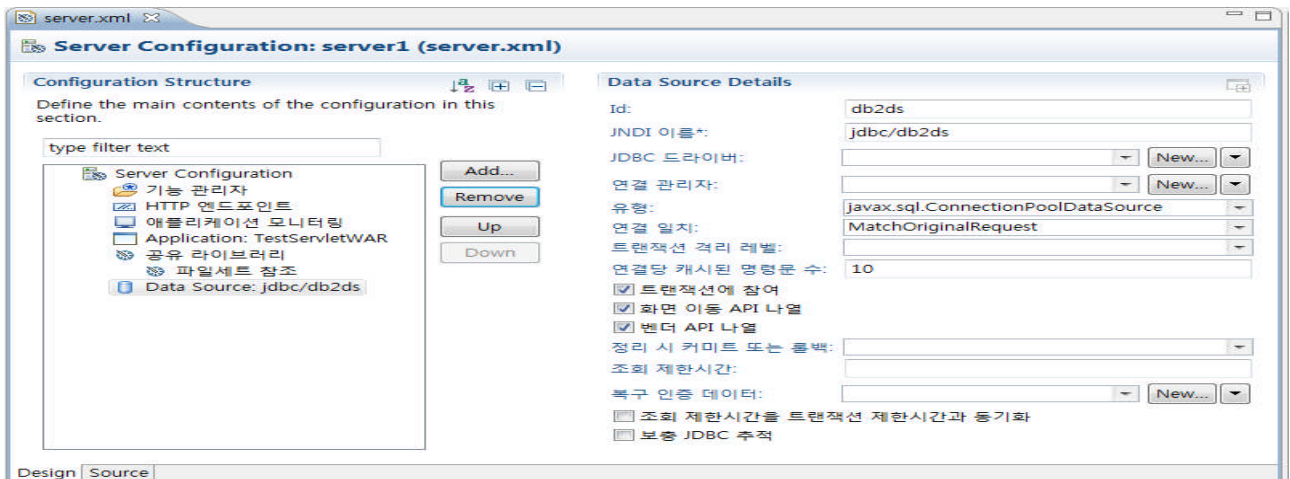 server.xml
Server Configuration: server1 (server.xml)
Configuration Structure
Define the main contents of the configuration in this
section.
type filter text
Server Configuration
기능 관리자
HTTP 엔드포인트
애플리케이션 모니터링
Application: TestServletWAR
공유 라이브러리
파일세트 참조
Data Source: jdbc/db2ds
Add...
Remove
Up
Down
Data Source Details
Id: db2ds
JNDI 이름*: jdbc/db2ds
JDBC 드라이버: New...
연결 관리자: New...
유형: javax.sql.ConnectionPoolDataSource
연결 일치: MatchOriginalRequest
트랜잭션 격리 레벨:
연결당 캐시된 명령문 수: 10
트랜잭션에 참여
화면 이동 API 나열
벤더 API 나열
정리 시 커미트 또는 롤백:
조회 제한시간:
복구 인증 데이터: New...
조회 제한시간을 트랜잭션 제한시간과 동기화
보충 JDBC 추적
Design Source